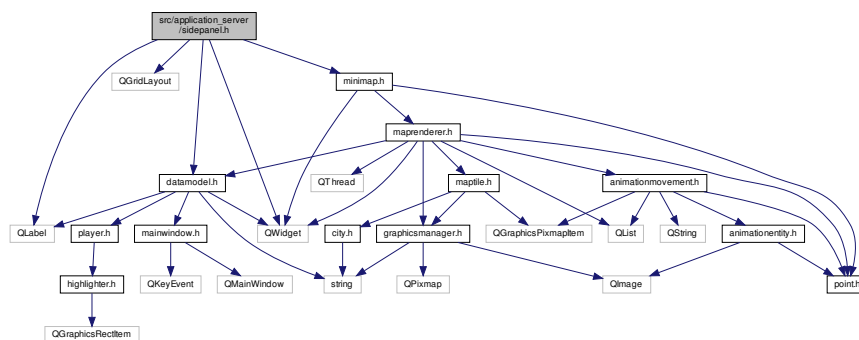 src/application_server
/sidepanel.h
QGridLayout
minimap.h
maprenderer.h
datamodel.h
QThread
maptile.h
animationmovement.h
QLabel
player.h
mainwindow.h
QWidget
city.h
graphicsmanager.h
QGraphicsPixmapItem
QList
QString
animationentity.h
highlighter.h
QKeyEvent
QMainWindow
string
QPixmap
QImage
point.h
QGraphicsRectItem